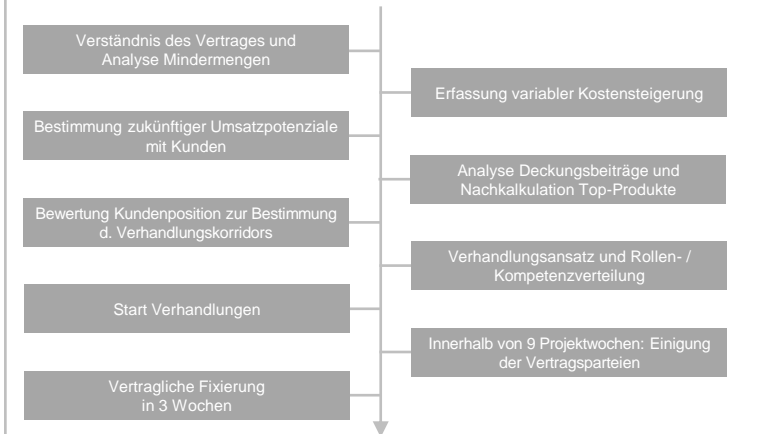 Verständnis des Vertrages und
Analyse Mindermengen
Erfassung variabler Kostensteigerung
Bestimmung zukünftiger Umsatzpotenziale
mit Kunden
Analyse Deckungsbeiträge und
Nachkalkulation Top-Produkte
Bewertung Kundenposition zur Bestimmung
d. Verhandlungskorridors
Verhandlungsansatz und Rollen- /
Kompetenzverteilung
Start Verhandlungen
Innerhalb von 9 Projektwochen: Einigung
der Vertragsparteien
Vertragliche Fixierung
in 3 Wochen